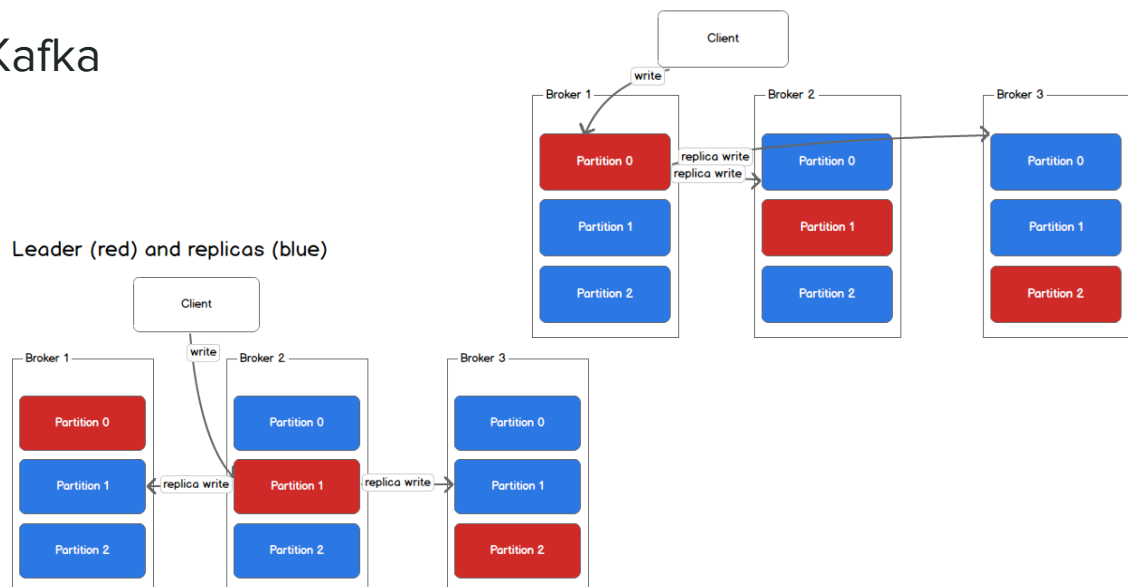 Kafka
Client
write
Broker 1
Broker 2
Broker 3
Partition 0
replica write
replica write
Partition 0
Partition 0
Partition 1
Partition 1
Partition 1
Partition 2
Partition 2
Partition 2
Leader (red) and replicas (blue)
Client
write
Broker 1
Broker 2
Broker 3
Partition 0
Partition 0
Partition 0
Partition 1
replica write
Partition 1
replica write
Partition 1
Partition 2
Partition 2
Partition 2